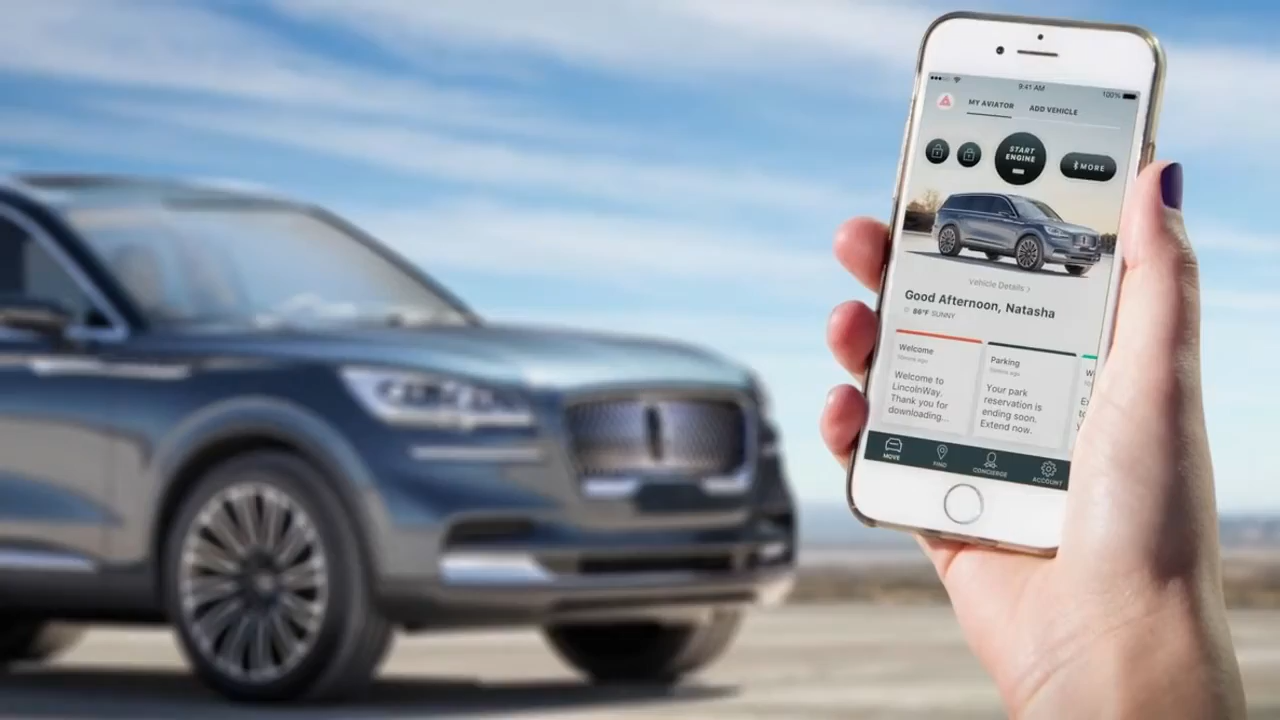 9:41 AM
100%
MY AVIATOR
ADD VEHICLE
START
ENGINE
MORE
Vehicle Details >
Good Afternoon, Natasha
86°F SUNNY
Welcome
Welcome to
LincolnWay.
Thank you for
downloading...
Parking
Your park
reservation is
ending soon.
Extend now.
MOVE
FIND
CONCIERGE
ACCOUNT